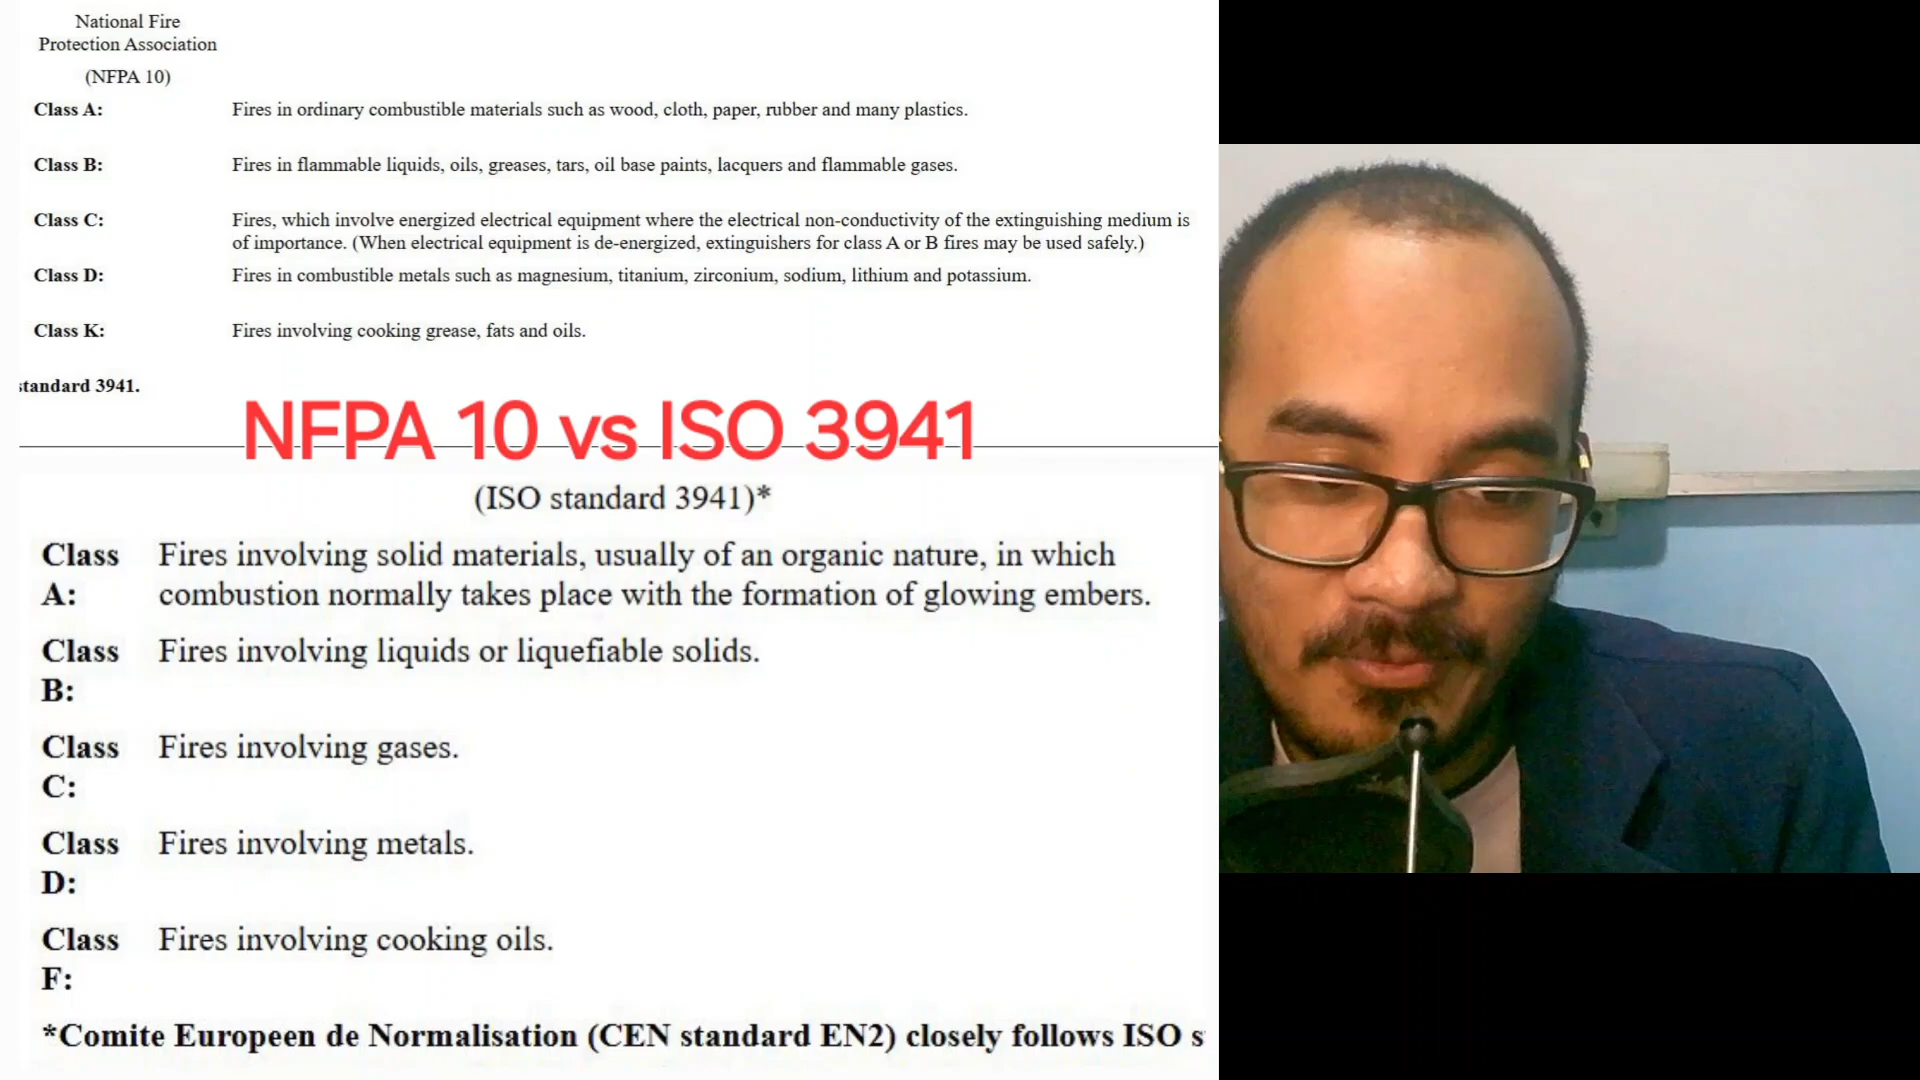 National Fire
Protection Association
(NFPA 10)
Class A: Fires in ordinary combustible materials such as wood, cloth, paper, rubber and many plastics.
Class B: Fires in flammable liquids, oils, greases, tars, oil base paints, lacquers and flammable gases.
Class C: Fires, which involve energized electrical equipment where the electrical non-conductivity of the extinguishing medium is
of importance. (When electrical equipment is de-energized, extinguishers for class A or B fires may be used safely.)
Class D: Fires in combustible metals such as magnesium, titanium, zirconium, sodium, lithium and potassium.
Class K: Fires involving cooking grease, fats and oils.
standard 3941.
NFPA 10 vs ISO 3941
(ISO standard 3941)*
Class Fires involving solid materials, usually of an organic nature, in which
A: combustion normally takes place with the formation of glowing embers.
Class Fires involving liquids or liquefiable solids.
B:
Class Fires involving gases.
C:
Class Fires involving metals.
D:
Class Fires involving cooking oils.
F:
*Comite Europeen de Normalisation (CEN standard EN2) closely follows ISO s